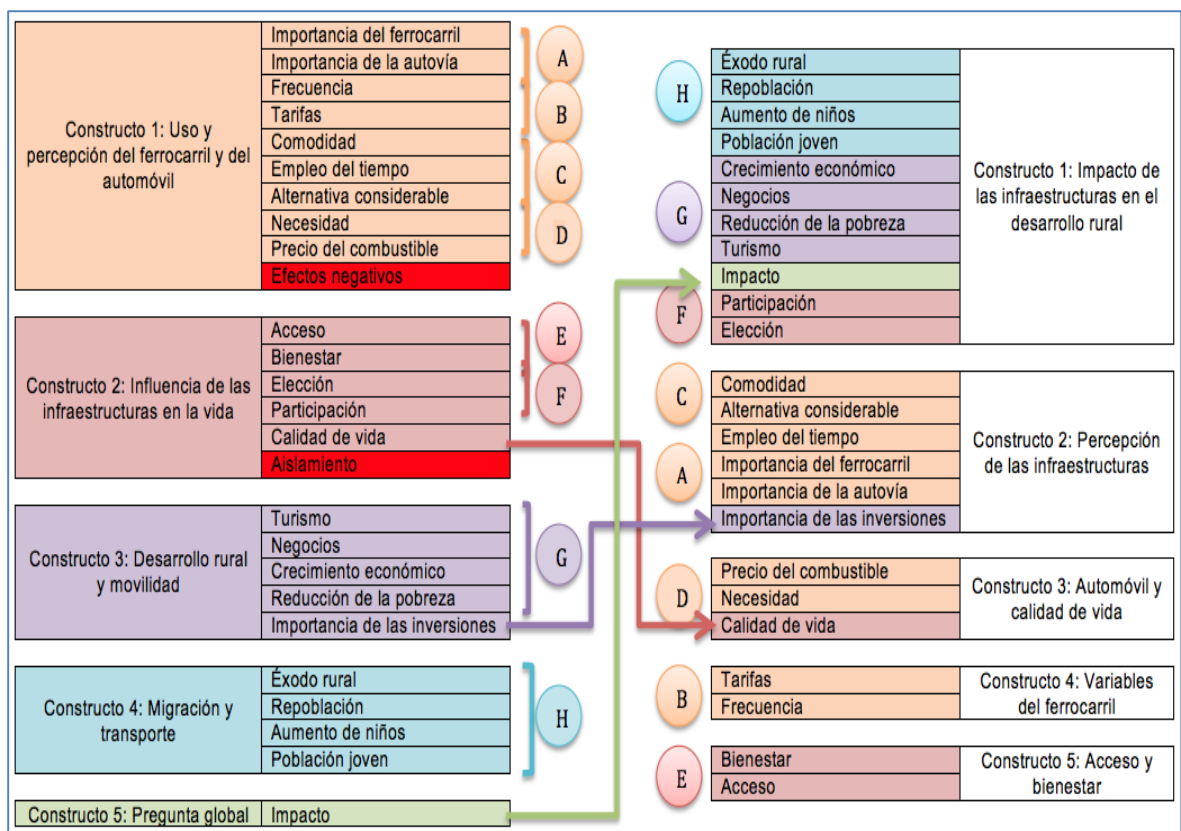 Constructo 1: Uso y
percepción del ferrocarril y del
automóvil
Importancia del ferrocarril
Importancia de la autovía
Frecuencia
Tarifas
Comodidad
Empleo del tiempo
Alternativa considerable
Necesidad
Precio del combustible
Efectos negativos
A
B
C
D
Constructo 2: Influencia de las
infraestructuras en la vida
Acceso
Bienestar
Elección
Participación
Calidad de vida
Aislamiento
E
F
Constructo 3: Desarrollo rural
y movilidad
Turismo
Negocios
Crecimiento económico
Reducción de la pobreza
Importancia de las inversiones
G
Constructo 4: Migración y
transporte
Éxodo rural
Repoblación
Aumento de niños
Población joven
H
Constructo 5: Pregunta global
Impacto
H
G
F
Éxodo rural
Repoblación
Aumento de niños
Población joven
Crecimiento económico
Negocios
Reducción de la pobreza
Turismo
Impacto
Participación
Elección
Constructo 1: Impacto de
las infraestructuras en el
desarrollo rural
C
A
Comodidad
Alternativa considerable
Empleo del tiempo
Importancia del ferrocarril
Importancia de la autovía
Importancia de las inversiones
Constructo 2: Percepción
de las infraestructuras
D
Precio del combustible
Necesidad
Calidad de vida
Constructo 3: Automóvil y
calidad de vida
B
Tarifas
Frecuencia
Constructo 4: Variables
del ferrocarril
E
Bienestar
Acceso
Constructo 5: Acceso y
bienestar